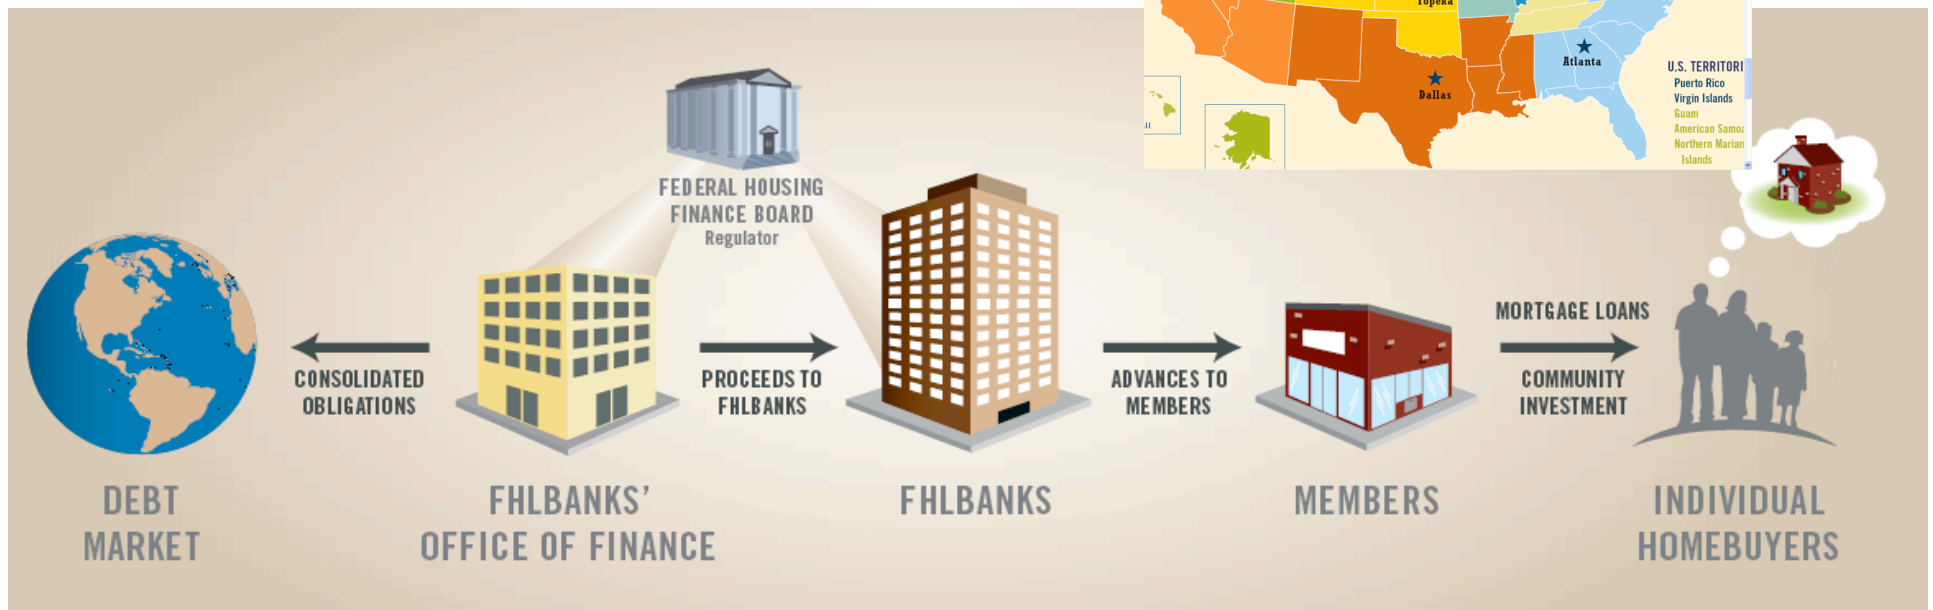 Topeka
Atlanta
Dallas
U.S. TERRITORI
Puerto Rico
Virgin Islands
Guam
American Samoa
Northern Marian
Islands
FEDERAL HOUSING
FINANCE BOARD
Regulator
CONSOLIDATED
OBLIGATIONS
PROCEEDS TO
FHLBANKS
ADVANCES TO
MEMBERS
MORTGAGE LOANS
COMMUNITY
INVESTMENT
DEBT
MARKET
FHLBANKS’
OFFICE OF FINANCE
FHLBANKS
MEMBERS
INDIVIDUAL
HOMEBUYERS